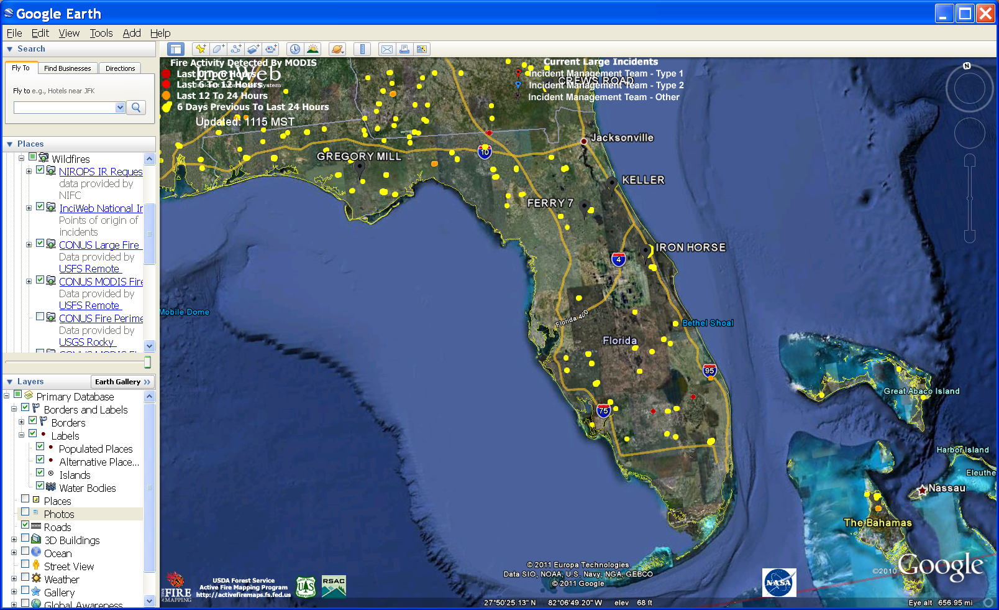 Google Earth
File Edit View Tools Add Help
Search
Fly To Find Businesses Directions
Fly to e.g., Hotels near JFK
Places
Wildfires
NIROPS IR Reques
data provided by
NIFC
InciWeb National Ir
Points of origin of
incidents
CONUS Large Fire
Data provided by
USFS Remote
CONUS MODIS Fire
Data provided by
USFS Remote
CONUS Fire Perime
Data provided by
USGS Rocky
Layers
Earth Gallery »
Primary Database
Borders and Labels
Borders
Labels
Populated Places
Alternative Place...
Islands
Water Bodies
Places
Photos
Roads
3D Buildings
Ocean
Street View
Weather
Gallery
Global Awareness
Fire Activity Detected By MODIS
InciWeb
Last 0 To 6 Hours
Last 6 To 12 Hours
System
Last 12 To 24 Hours
6 Days Previous To Last 24 Hours
Updated: 1115 MST
Current Large Incidents
Incident Management Team - Type 1
CREWS ROAD
Incident Management Team - Type 2
Incident Management Team - Other
N
Jacksonville
10
GREGORY MILL
KELLER
FERRY 7
IRON HORSE
4
Mobile Dome
Florida 400
Bethel Shoal
Florida
95
75
Great Abaco Island
Harbor Island
Eleuthe
Nassau
The Bahamas
© 2011 Europa Technologies
Data SIO, NOAA, U.S. Navy, NGA, GEBCO
© 2011 Google
©2010 Google™
FIRE
MAPPING
USDA Forest Service
Active Fire Mapping Program
http://activefiremaps.fs.fed.us
UAS
RSAC
NASA
27°50'25.13" N 82°06'49.20" W elev 68 ft
Eye alt 656.95 mi